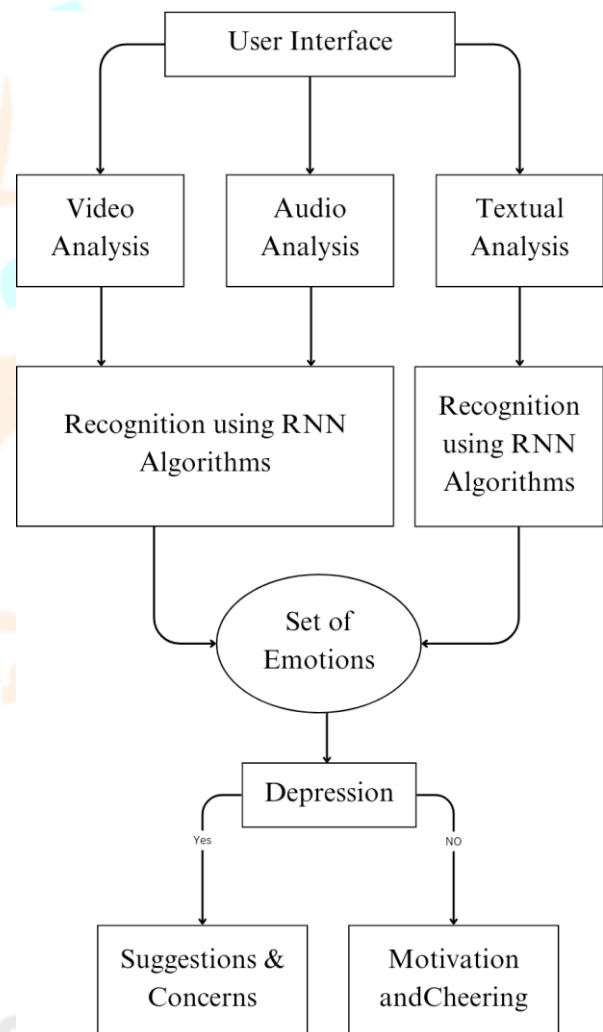 User Interface
Video
Analysis
Audio
Analysis
Textual
Analysis
Recognition using RNN
Algorithms
Recognition
using RNN
Algorithms
Set of
Emotions
Depression
Yes
NO
Suggestions &
Concerns
Motivation
andCheering